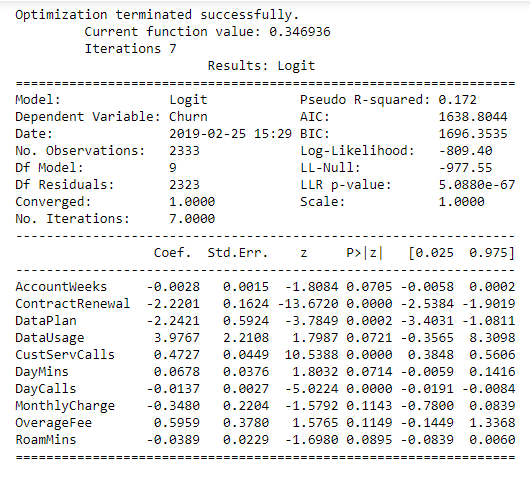 Optimization terminated successfully.
Current function value: 0.346936
Iterations 7
Results: Logit
=================================================================
Model: Logit Pseudo R-squared: 0.172
Dependent Variable: Churn AIC: 1638.8044
Date: 2019-02-25 15:29 BIC: 1696.3535
No. Observations: 2333 Log-Likelihood: -809.40
Df Model: 9 LL-Null: -977.55
Df Residuals: 2323 LLR p-value: 5.0880e-67
Converged: 1.0000 Scale: 1.0000
No. Iterations: 7.0000
-----------------------------------------------------------------
Coef. Std.Err. z P>|z| [0.025 0.975]
-----------------------------------------------------------------
AccountWeeks -0.0028 0.0015 -1.8084 0.0705 -0.0058 0.0002
ContractRenewal -2.2201 0.1624 -13.6720 0.0000 -2.5384 -1.9019
DataPlan -2.2421 0.5924 -3.7849 0.0002 -3.4031 -1.0811
DataUsage 3.9767 2.2108 1.7987 0.0721 -0.3565 8.3098
CustServCalls 0.4727 0.0449 10.5388 0.0000 0.3848 0.5606
DayMins 0.0678 0.0376 1.8032 0.0714 -0.0059 0.1416
DayCalls -0.0137 0.0027 -5.0224 0.0000 -0.0191 -0.0084
MonthlyCharge -0.3480 0.2204 -1.5792 0.1143 -0.7800 0.0839
OverageFee 0.5959 0.3780 1.5765 0.1149 -0.1449 1.3368
RoamMins -0.0389 0.0229 -1.6980 0.0895 -0.0839 0.0060
=================================================================